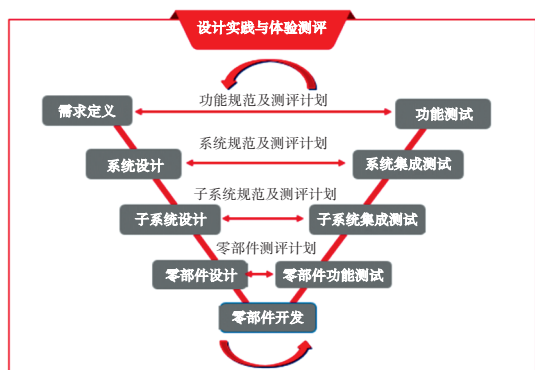 设计实践与体验测评
功能规范及测评计划
需求定义
功能测试
系统规范及测评计划
系统设计
系统集成测试
子系统规范及测评计划
子系统设计
子系统集成测试
零部件测评计划
零部件设计
零部件功能测试
零部件开发